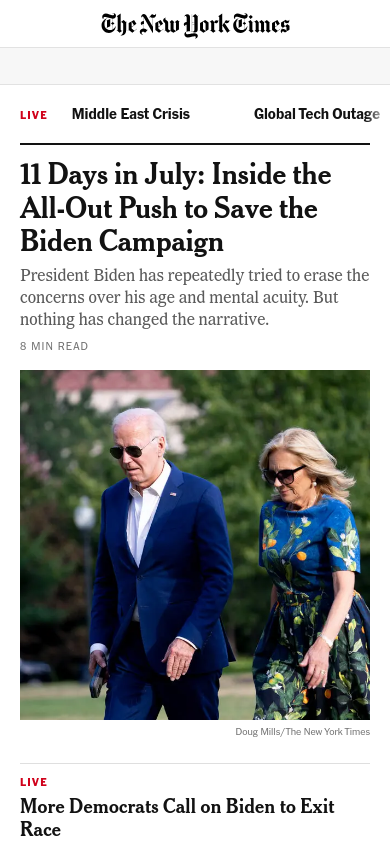 The New York Times
LIVE Middle East Crisis Global Tech Outage
11 Days in July: Inside the
All-Out Push to Save the
Biden Campaign
President Biden has repeatedly tried to erase the
concerns over his age and mental acuity. But
nothing has changed the narrative.
8 MIN READ
Doug Mills/The New York Times
LIVE
More Democrats Call on Biden to Exit
Race